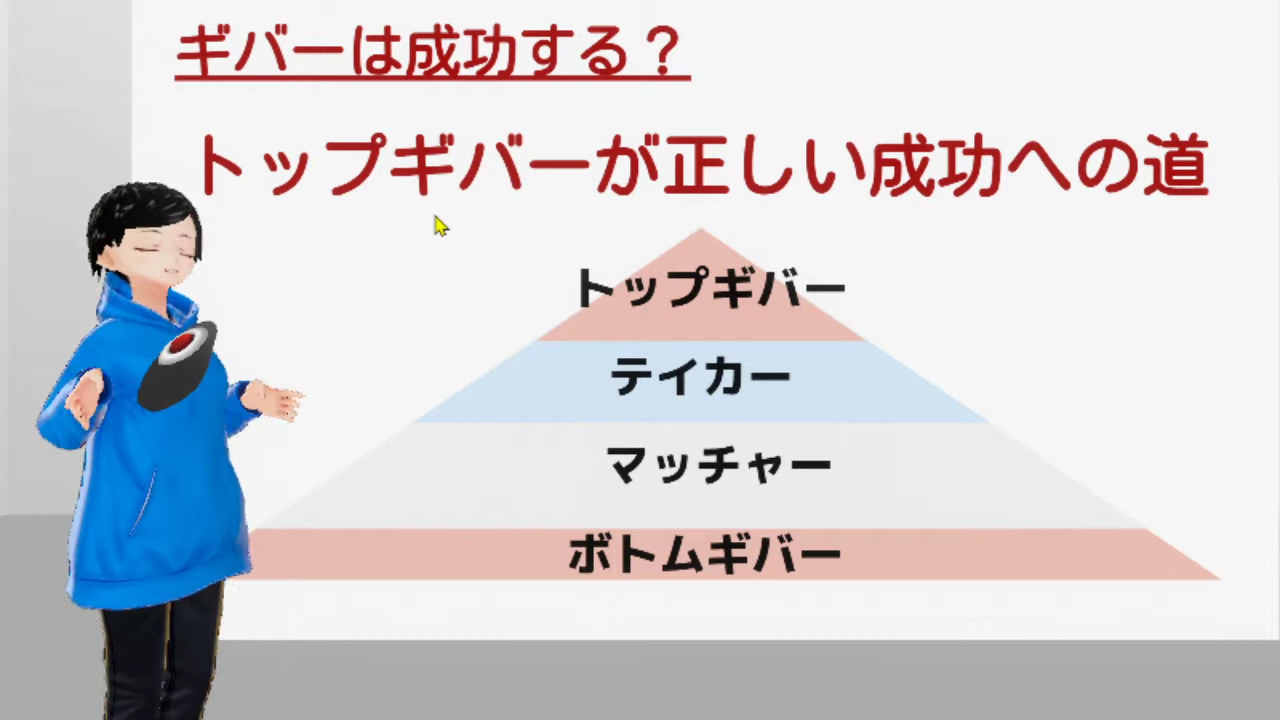 ギバーは成功する？
トップギバーが正しい成功への道
トップギバー
テイカー
マッチャー
ボトムギバー